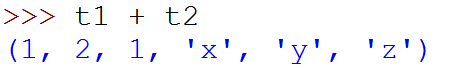 >>> t1 + t2
(1, 2, 1, 'x', 'y', 'z')